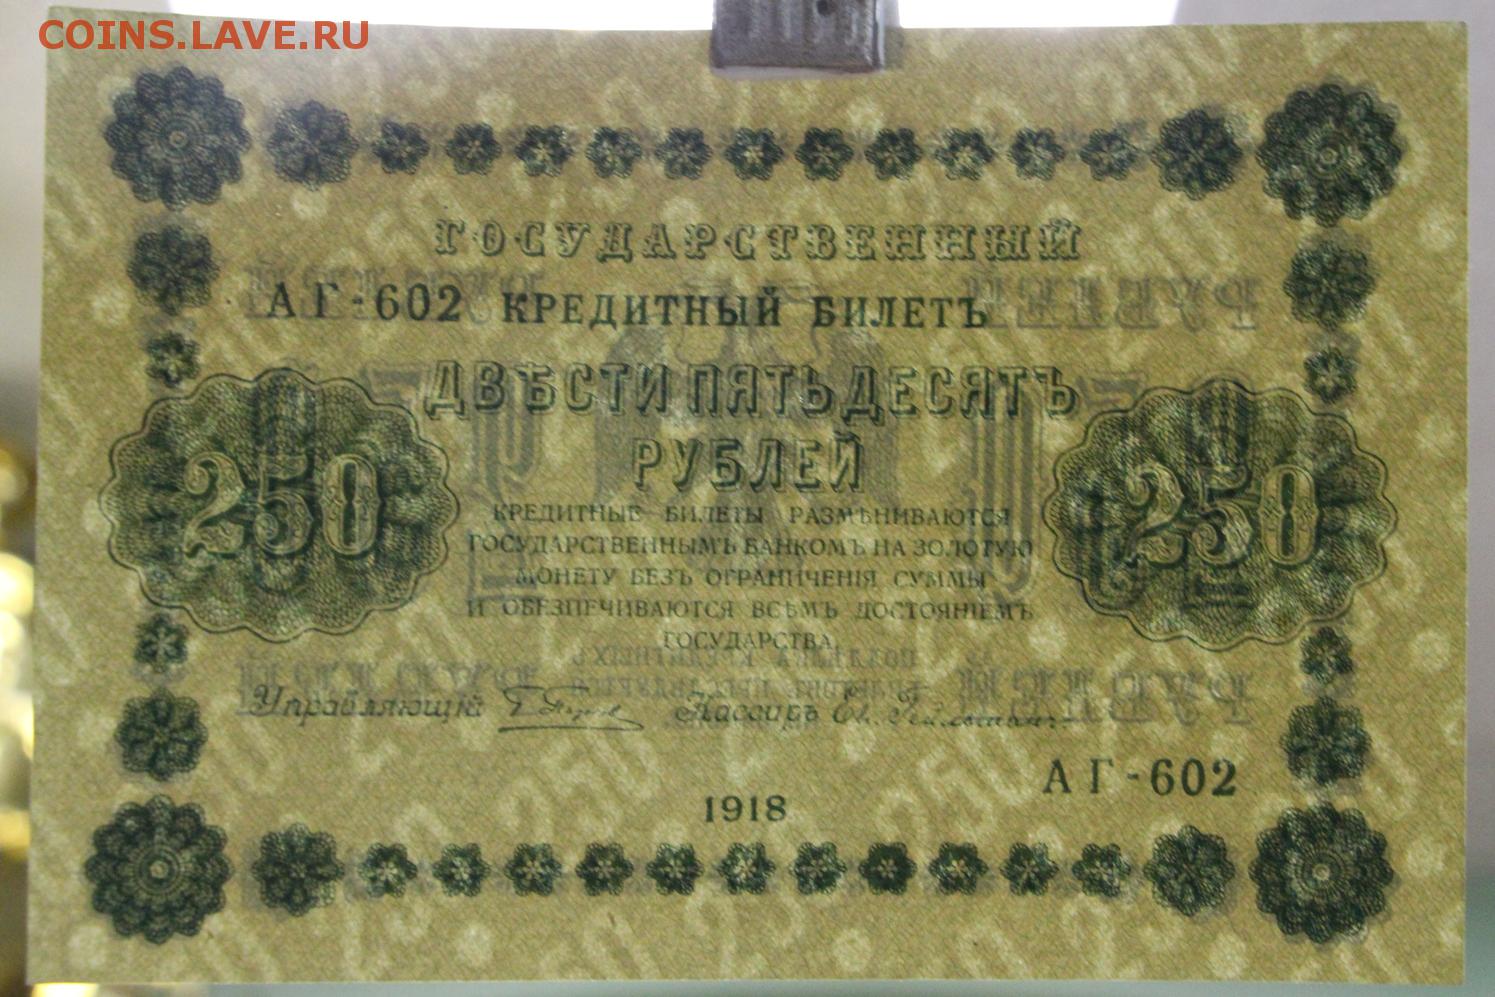 COINS.LAVE.RU
ГОСУДАРСТВЕННЫЙ
АГ-602 КРЕДИТНЫЙ БИЛЕТЪ
ДВѢСТИ ПЯТЬДЕСЯТЪ
РУБЛЕЙ
250 250
КРЕДИТНЫЕ БИЛЕТЫ РАЗМѢНИВАЮТСЯ
ГОСУДАРСТВЕННЫМЪ БАНКОМЪ НА ЗОЛОТУЮ
МОНЕТУ БЕЗЪ ОГРАНИЧЕНІЯ СУММЫ
И ОБЕЗПЕЧИВАЮТСЯ ВСѢМЪ ДОСТОЯНІЕМЪ
ГОСУДАРСТВА.
Управляющій Кассиръ
АГ-602
1918